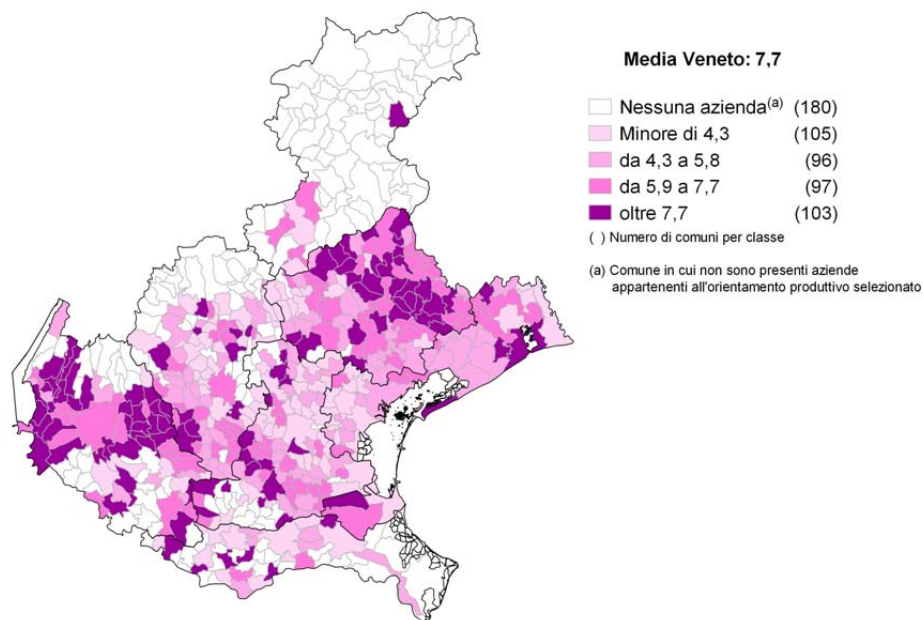 Media Veneto: 7,7
Nessuna azienda(a) (180)
Minore di 4,3 (105)
da 4,3 a 5,8 (96)
da 5,9 a 7,7 (97)
oltre 7,7 (103)
( ) Numero di comuni per classe
(a) Comune in cui non sono presenti aziende
appartenenti all'orientamento produttivo selezionato